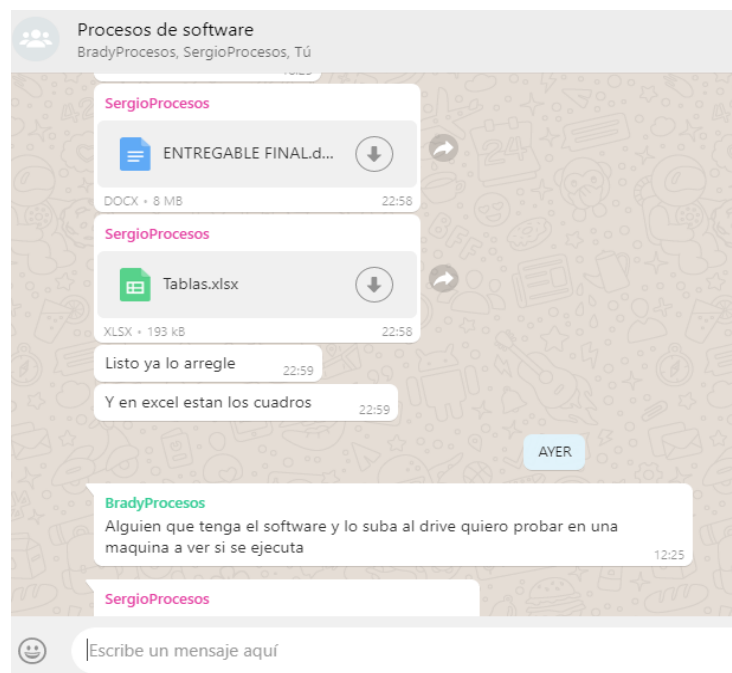 Procesos de software
BradyProcesos, SergioProcesos, Tú
SergioProcesos
ENTREGABLE FINAL.d...
DOCX • 8 MB 22:58
SergioProcesos
Tablas.xlsx
XLSX • 193 kB 22:58
Listo ya lo arregle 22:59
Y en excel estan los cuadros 22:59
AYER
BradyProcesos
Alguien que tenga el software y lo suba al drive quiero probar en una
maquina a ver si se ejecuta 12:25
SergioProcesos
Escribe un mensaje aquí